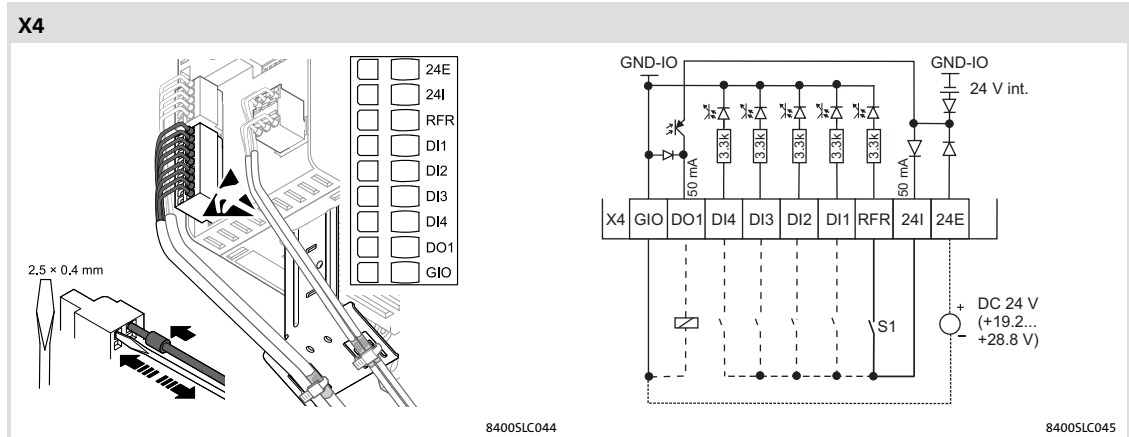 X4
24E
24I
RFR
DI1
DI2
DI3
DI4
DO1
GIO
2.5 × 0.4 mm
8400SLC044
GND-IO
GND-IO
24 V int.
3.3k
3.3k
3.3k
3.3k
3.3k
50 mA
50 mA
X4 GIO DO1 DI4 DI3 DI2 DI1 RFR 24I 24E
S1
+
–
DC 24 V
(+19.2...
+28.8 V)
8400SLC045